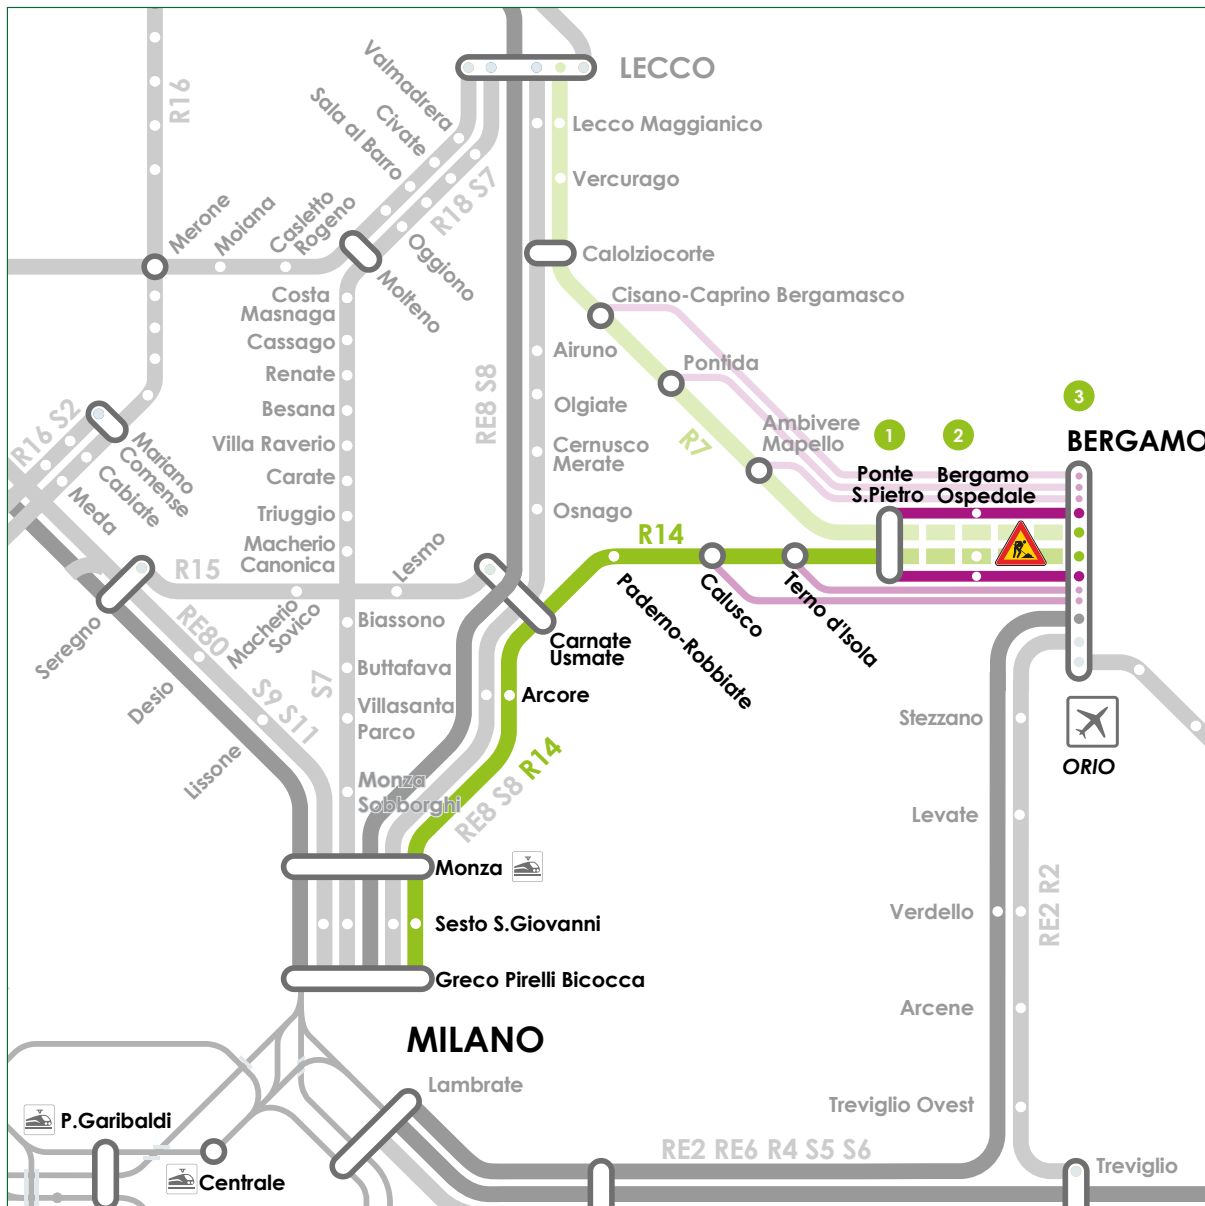 LECCO
Valmadrera
Civate
Sala al Barro
R16
Lecco Maggianico
Vercurago
R18 S7
Merone
Moiana
Casletto
Rogeno
Oggiono
Molteno
Calolziocorte
Cisano-Caprino Bergamasco
Costa
Masnaga
Cassago
Renate
Besana
Villa Raverio
Carate
Triuggio
Macherio
Canonica
Airuno
Olgiate
Cernusco
Merate
Osnago
RE8 S8
Pontida
R7
Ambivere
Mapello
1
2
3
BERGAMO
Ponte
S.Pietro
Bergamo
Ospedale
R16 S2
Mariano
Comense
Cabiate
Meda
R14
R15
Lesmo
Paderno-Robbiate
Calusco
Terno d'Isola
Seregno
RE80
Macherio
Sovico
Biassono
Carnate
Usmate
Desio
S9 S11
S7
Buttafava
Villasanta
Parco
Arcore
Lissone
Monza
Sobborghi
RE8 S8 R14
Stezzano
ORIO
Levate
Monza
Sesto S.Giovanni
Greco Pirelli Bicocca
Verdello
RE2 R2
Arcene
MILANO
Lambrate
Treviglio Ovest
P.Garibaldi
Centrale
RE2 RE6 R4 S5 S6
Treviglio